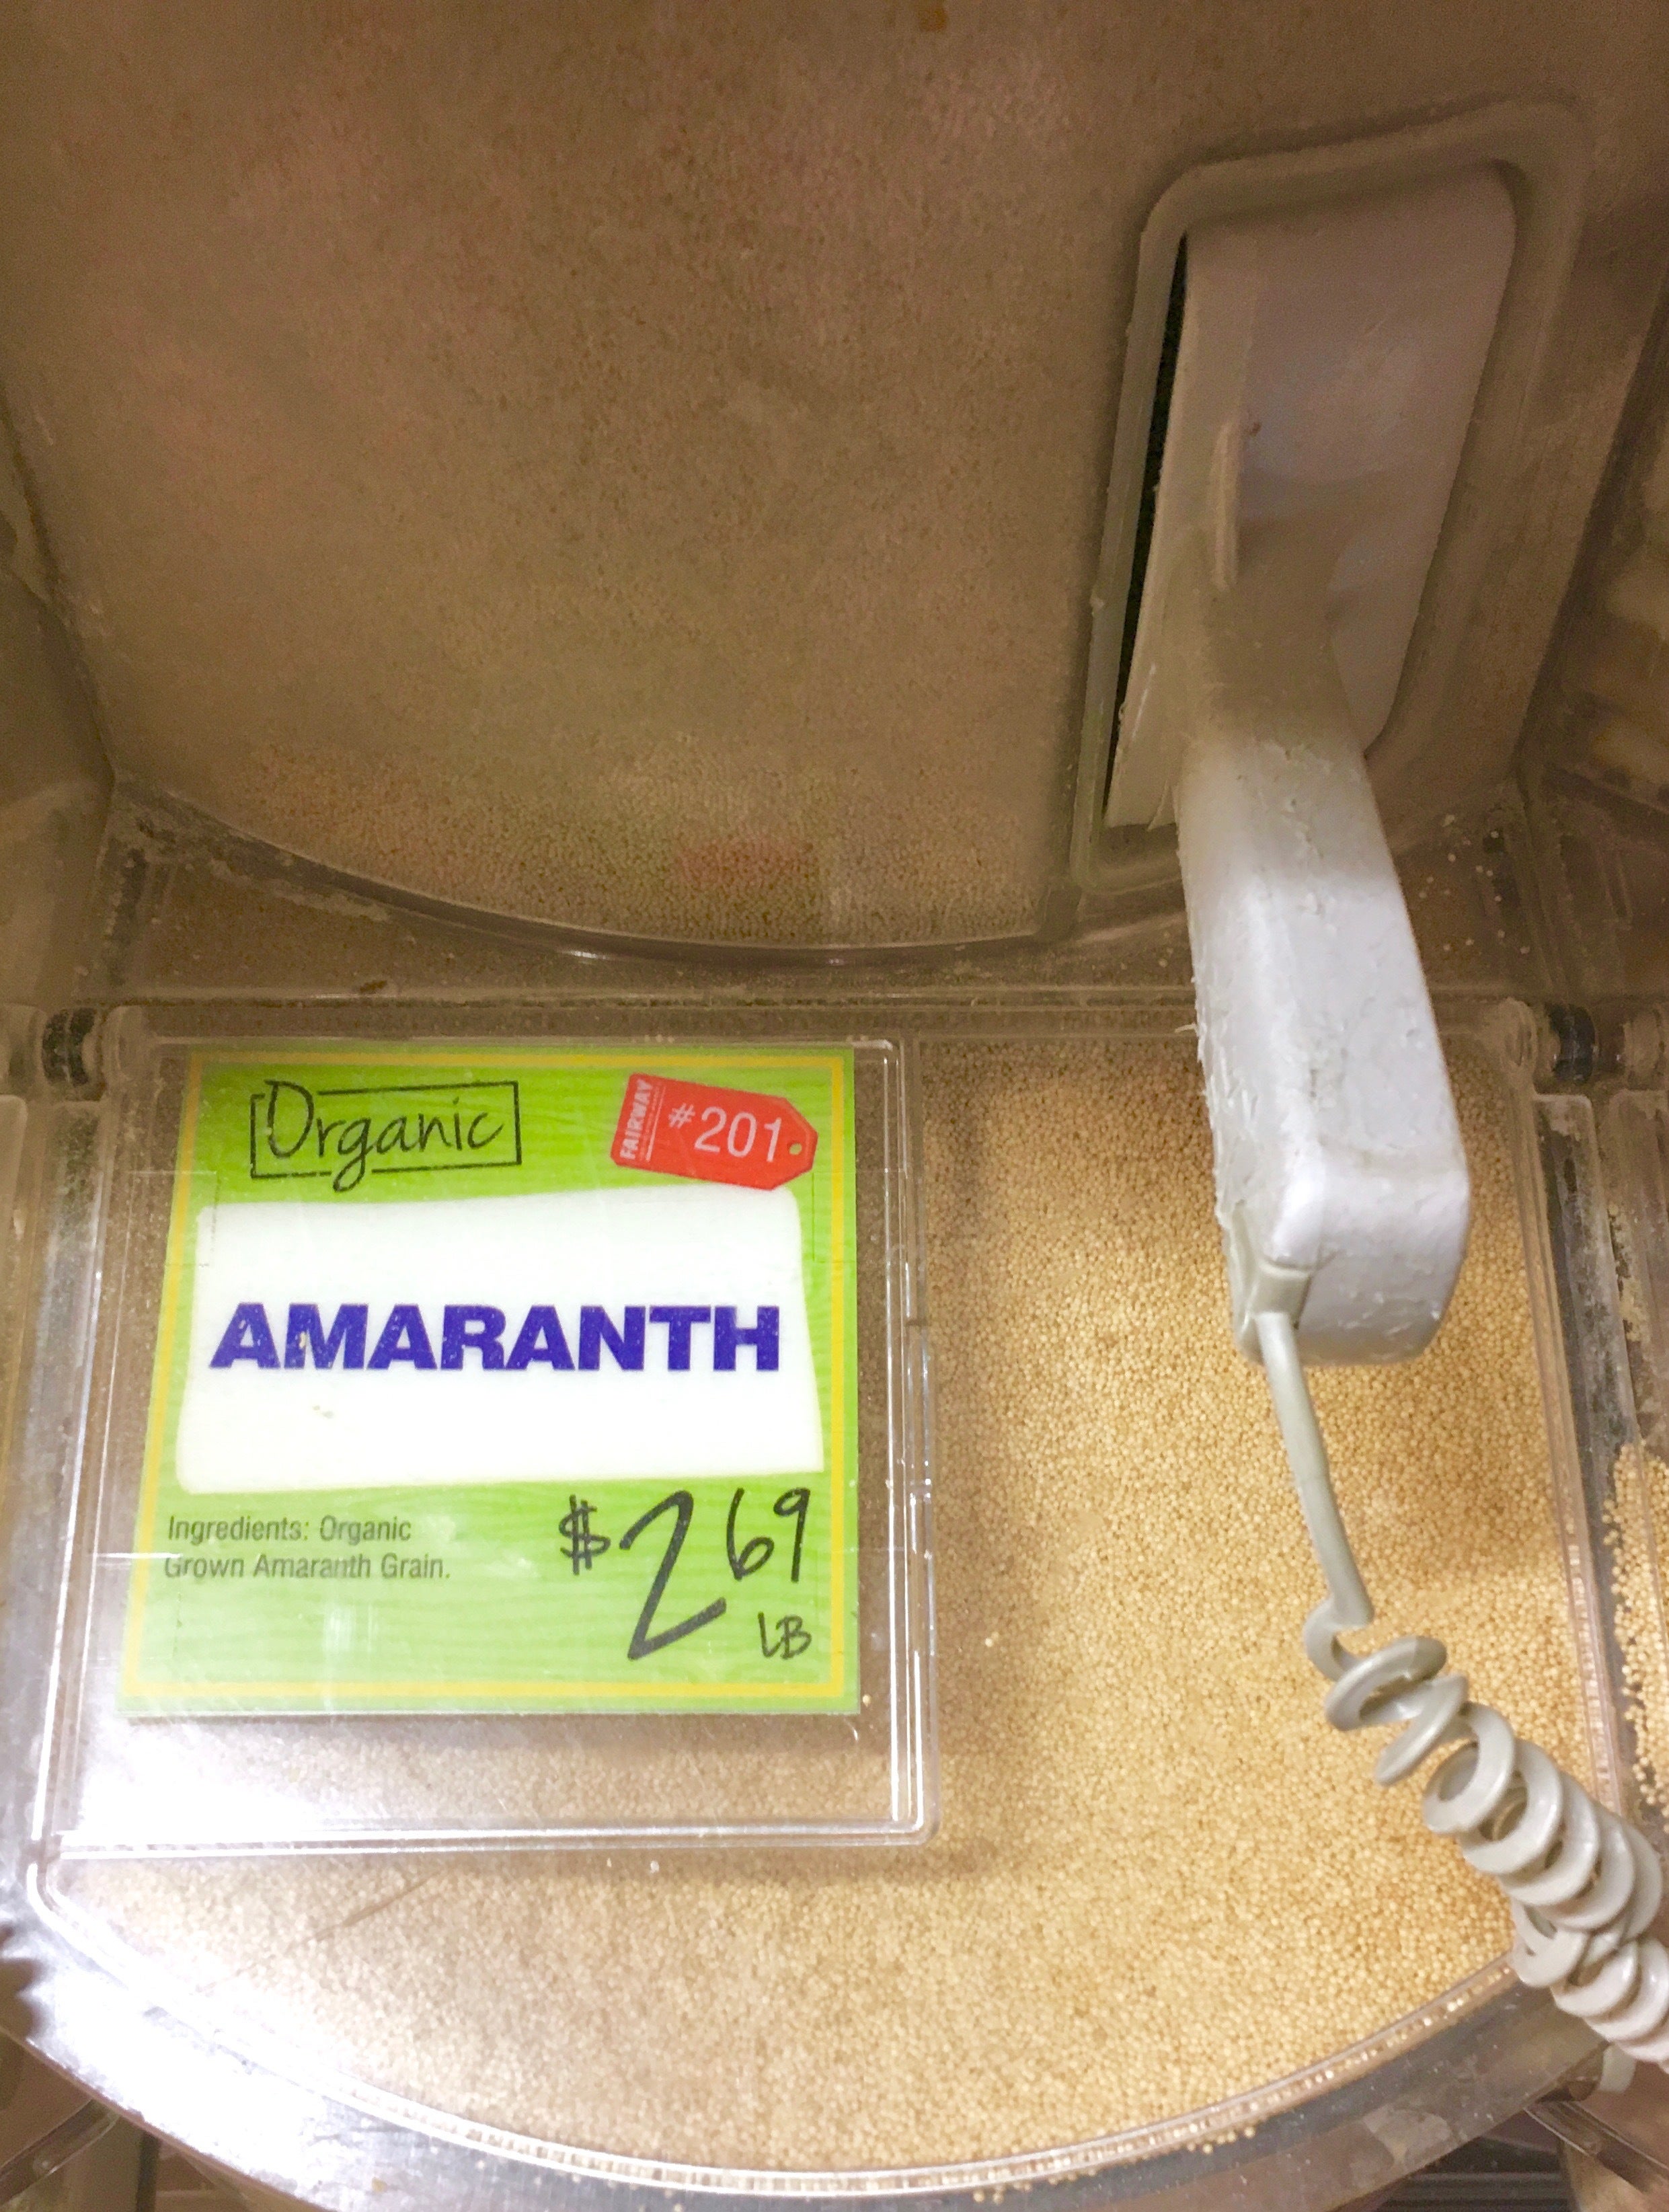 Organic
FAIRWAY
#201
AMARANTH
Ingredients: Organic
Grown Amaranth Grain.
$2 69
LB